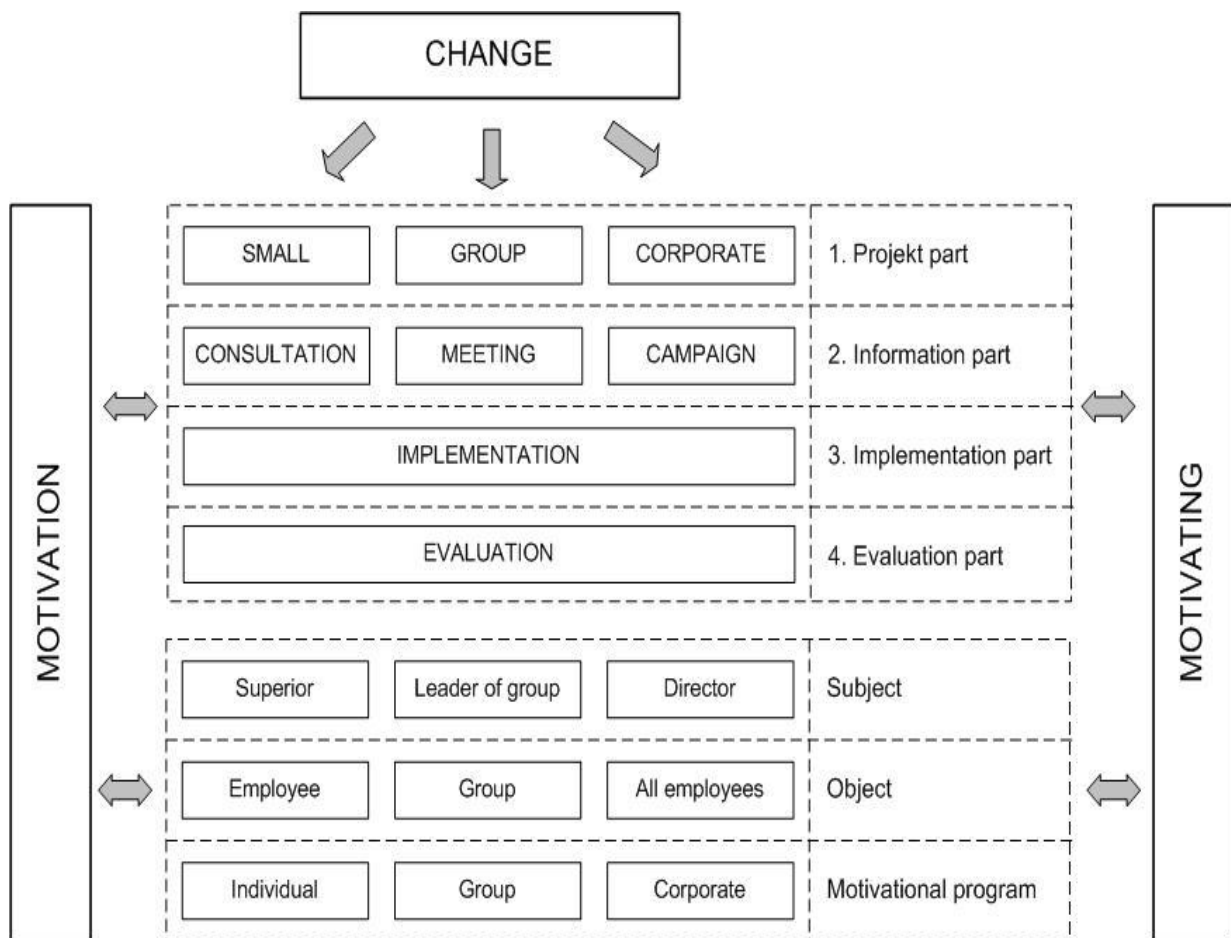 CHANGE
SMALL GROUP CORPORATE 1. Projekt part
CONSULTATION MEETING CAMPAIGN 2. Information part
IMPLEMENTATION 3. Implementation part
EVALUATION 4. Evaluation part
MOTIVATION
MOTIVATING
Superior Leader of group Director Subject
Employee Group All employees Object
Individual Group Corporate Motivational program